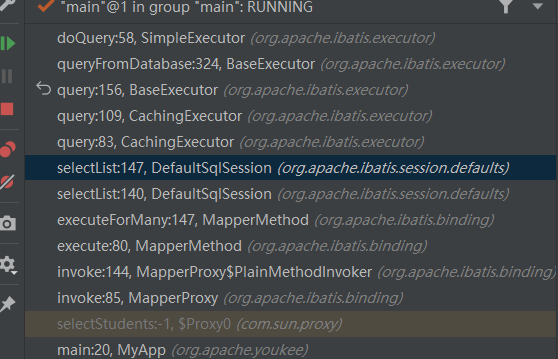 "main"@1 in group "main": RUNNING
doQuery:58, SimpleExecutor (org.apache.ibatis.executor)
queryFromDatabase:324, BaseExecutor (org.apache.ibatis.executor)
query:156, BaseExecutor (org.apache.ibatis.executor)
query:109, CachingExecutor (org.apache.ibatis.executor)
query:83, CachingExecutor (org.apache.ibatis.executor)
selectList:147, DefaultSqlSession (org.apache.ibatis.session.defaults)
selectList:140, DefaultSqlSession (org.apache.ibatis.session.defaults)
executeForMany:147, MapperMethod (org.apache.ibatis.binding)
execute:80, MapperMethod (org.apache.ibatis.binding)
invoke:144, MapperProxy$PlainMethodInvoker (org.apache.ibatis.binding)
invoke:85, MapperProxy (org.apache.ibatis.binding)
selectStudents:-1, $Proxy0 (com.sun.proxy)
main:20, MyApp (org.apache.youkee)